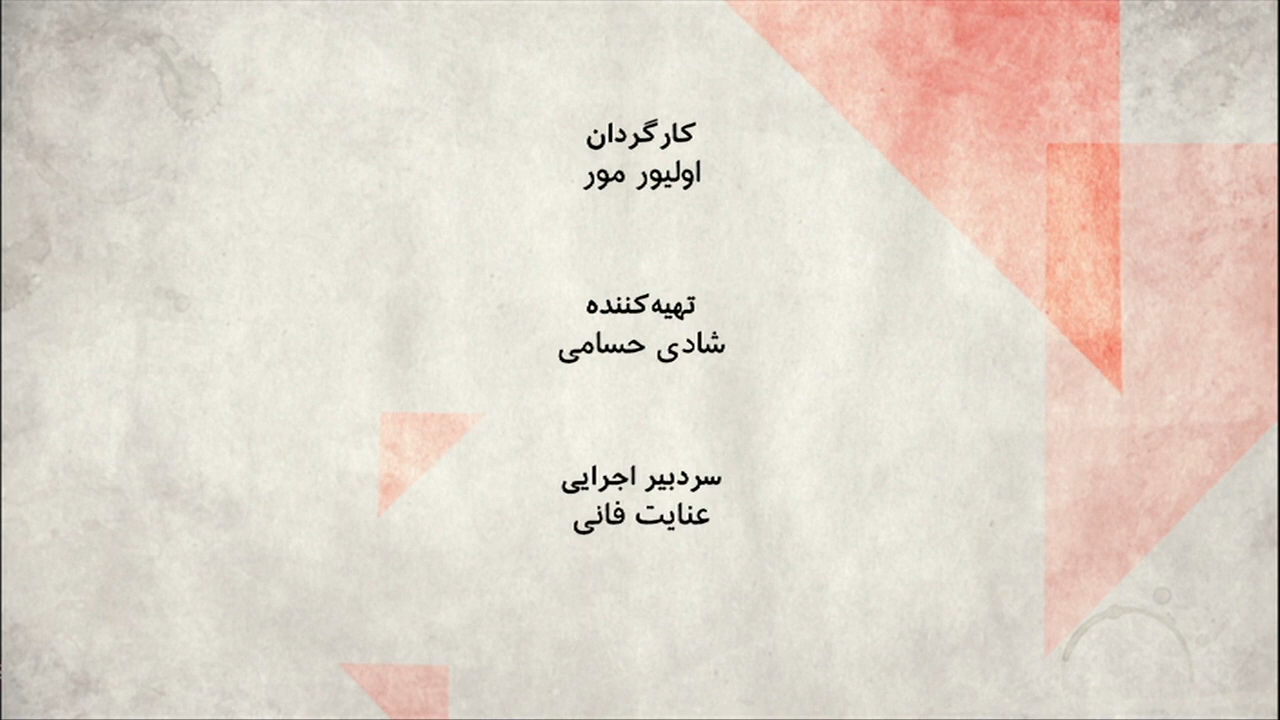 کارگردان
اولیور مور
تهیه‌کننده
شادی حسامی
سردبیر اجرایی
عنایت فانی